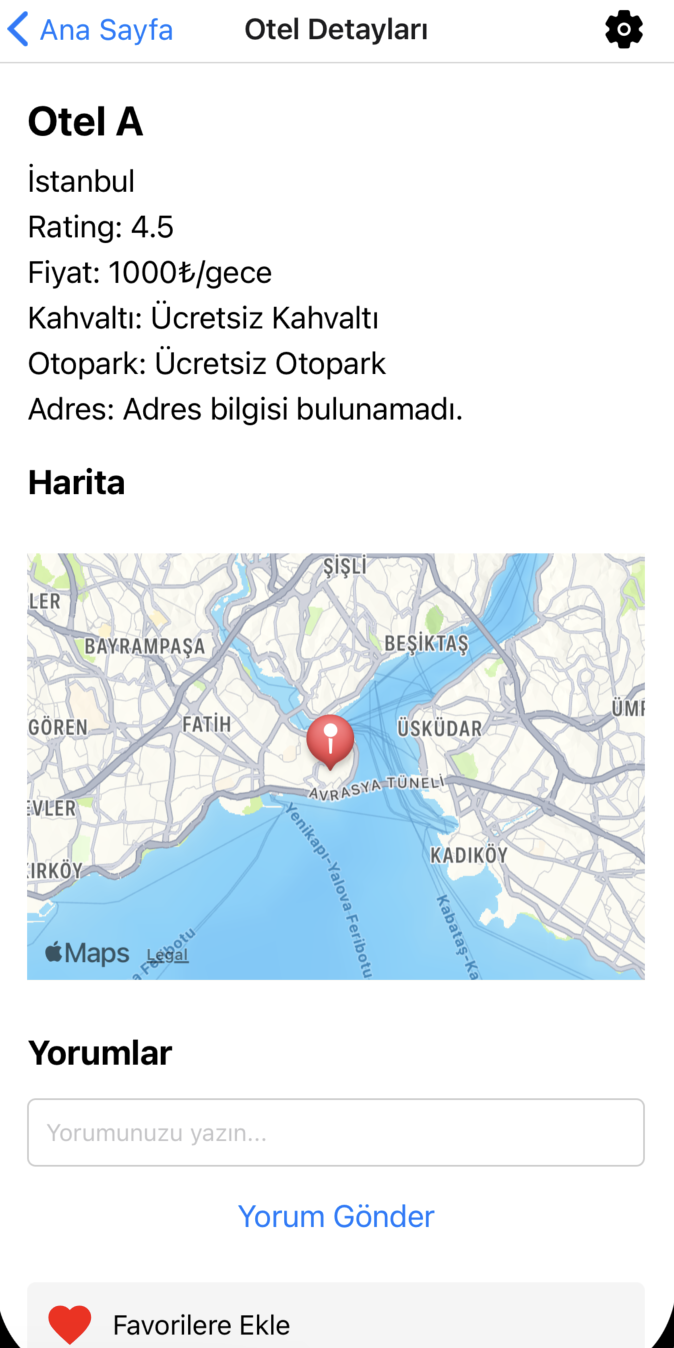 Ana Sayfa
Otel Detayları
Otel A
İstanbul
Rating: 4.5
Fiyat: 1000₺/gece
Kahvaltı: Ücretsiz Kahvaltı
Otopark: Ücretsiz Otopark
Adres: Adres bilgisi bulunamadı.
Harita
ŞİŞLİ
LER
BAYRAMPAŞA
BEŞİKTAŞ
ÜMR
GÖREN
FATİH
ÜSKÜDAR
AVRASYA TÜNELİ
EVLER
Yenikapı-Yalova Feribotu
KADIKÖY
IRKÖY
Kabataş-Ka
Maps
Legal
a Feribotu
Yorumlar
Yorumunuzu yazın...
Yorum Gönder
Favorilere Ekle